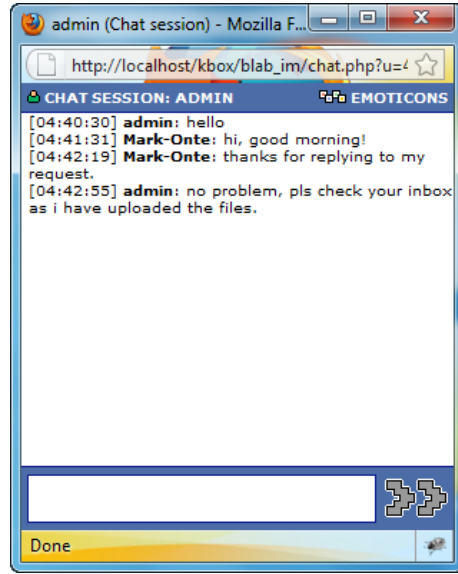 admin (Chat session) - Mozilla F...
http://localhost/kbox/blab_im/chat.php?u=4
CHAT SESSION: ADMIN EMOTICONS
[04:40:30] admin: hello
[04:41:31] Mark-Onte: hi, good morning!
[04:42:19] Mark-Onte: thanks for replying to my
request.
[04:42:55] admin: no problem, pls check your inbox
as i have uploaded the files.
Done